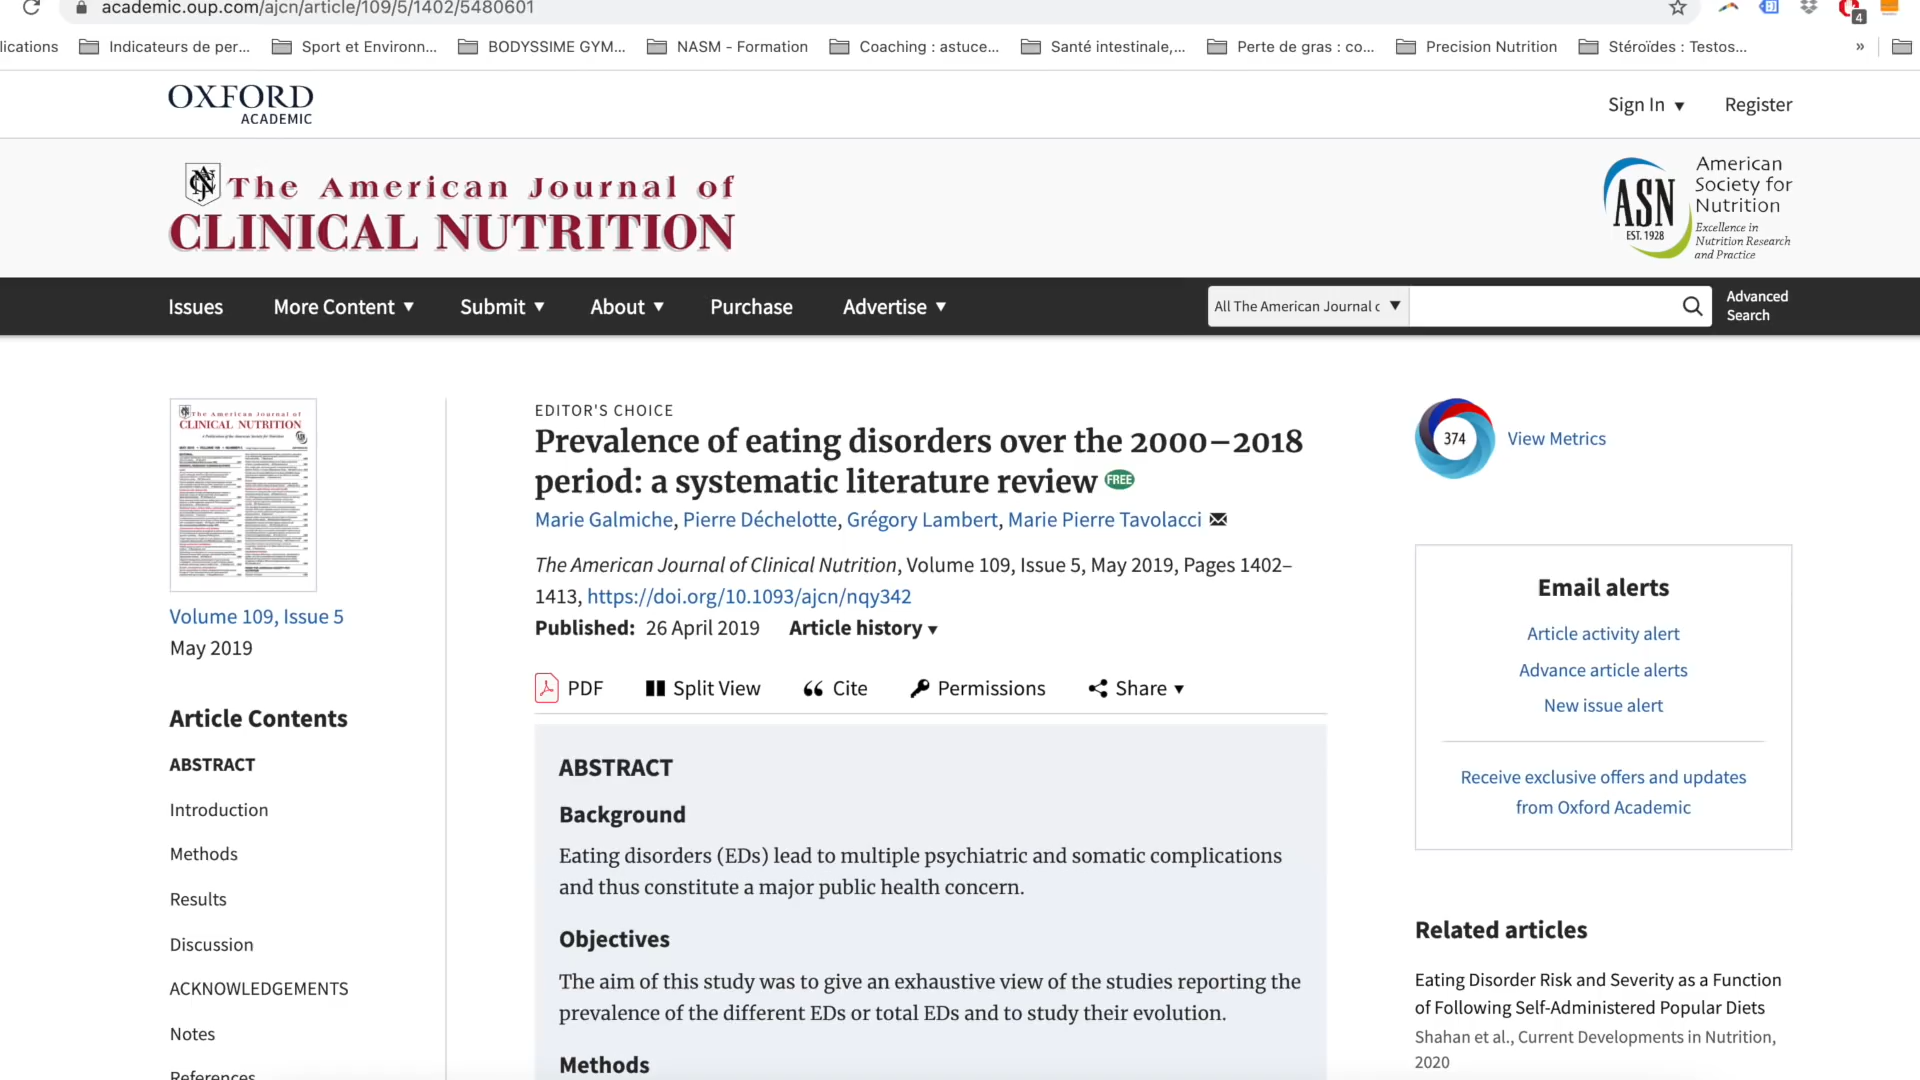 academic.oup.com/ajcn/article/109/5/1402/5480601
4
lications
Indicateurs de per...
Sport et Environn...
BODYSSIME GYM...
NASM - Formation
Coaching : astuce...
Santé intestinale,...
Perte de gras : co...
Precision Nutrition
Stéroïdes : Testos...
»
OXFORD
ACADEMIC
Sign In ▼
Register
The American Journal of
CLINICAL NUTRITION
ASN
EST. 1928
American
Society for
Nutrition
Excellence in
Nutrition Research
and Practice
Issues
More Content ▼
Submit ▼
About ▼
Purchase
Advertise ▼
All The American Journal c ▼
Advanced
Search
The American Journal of
CLINICAL NUTRITION
Volume 109, Issue 5
May 2019
Article Contents
ABSTRACT
Introduction
Methods
Results
Discussion
ACKNOWLEDGEMENTS
Notes
References
EDITOR'S CHOICE
Prevalence of eating disorders over the 2000–2018
period: a systematic literature review FREE
Marie Galmiche, Pierre Déchelotte, Grégory Lambert, Marie Pierre Tavolacci
The American Journal of Clinical Nutrition, Volume 109, Issue 5, May 2019, Pages 1402–
1413, https://doi.org/10.1093/ajcn/nqy342
Published: 26 April 2019 Article history ▼
PDF
Split View
Cite
Permissions
Share ▼
ABSTRACT
Background
Eating disorders (EDs) lead to multiple psychiatric and somatic complications
and thus constitute a major public health concern.
Objectives
The aim of this study was to give an exhaustive view of the studies reporting the
prevalence of the different EDs or total EDs and to study their evolution.
Methods
374
View Metrics
Email alerts
Article activity alert
Advance article alerts
New issue alert
Receive exclusive offers and updates
from Oxford Academic
Related articles
Eating Disorder Risk and Severity as a Function
of Following Self-Administered Popular Diets
Shahan et al., Current Developments in Nutrition,
2020